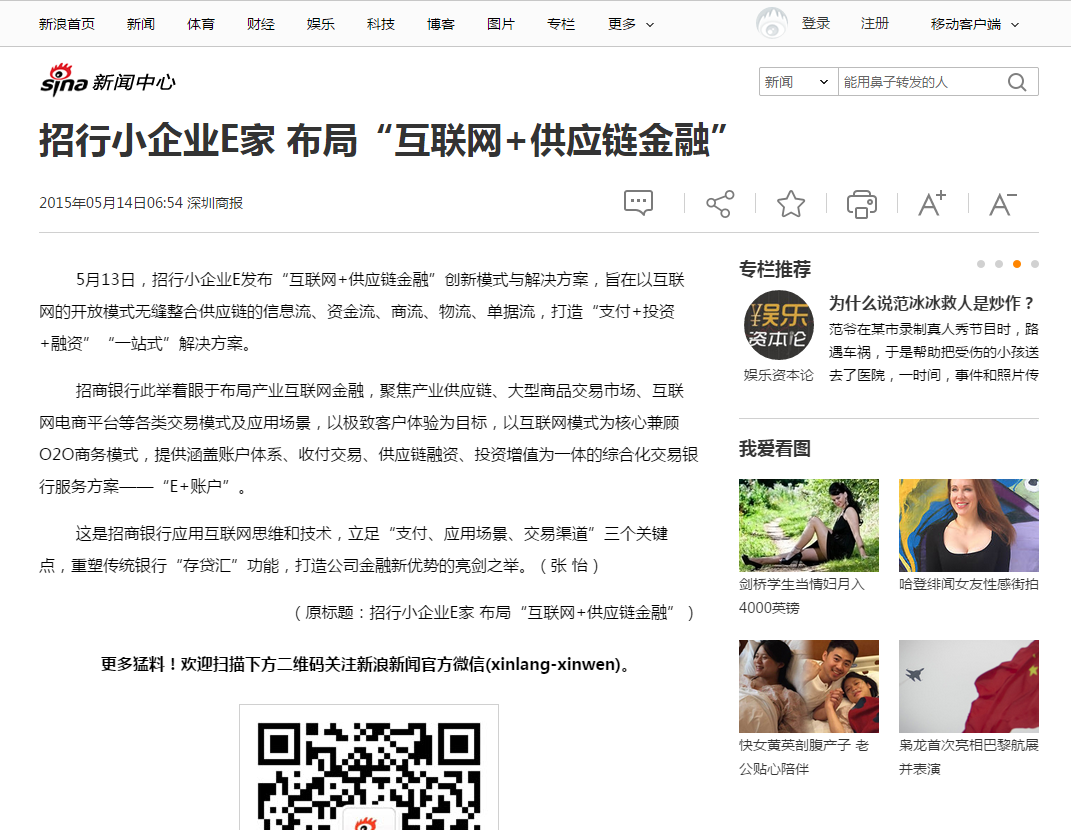 新浪首页 新闻 体育 财经 娱乐 科技 博客 图片 专栏 更多 登录 注册 移动客户端
sina 新闻中心 新闻 能用鼻子转发的人
招行小企业E家 布局“互联网+供应链金融”
2015年05月14日06:54 深圳商报
A+ A-
5月13日，招行小企业E发布“互联网+供应链金融”创新模式与解决方案，旨在以互联
网的开放模式无缝整合供应链的信息流、资金流、商流、物流、单据流，打造“支付+投资
+融资”“一站式”解决方案。
招商银行此举着眼于布局产业互联网金融，聚焦产业供应链、大型商品交易市场、互联
网电商平台等各类交易模式及应用场景，以极致客户体验为目标，以互联网模式为核心兼顾
O2O商务模式，提供涵盖账户体系、收付交易、供应链融资、投资增值为一体的综合化交易银
行服务方案——“E+账户”。
这是招商银行应用互联网思维和技术，立足“支付、应用场景、交易渠道”三个关键
点，重塑传统银行“存贷汇”功能，打造公司金融新优势的亮剑之举。（张 怡）
（原标题：招行小企业E家 布局“互联网+供应链金融”）
更多猛料！欢迎扫描下方二维码关注新浪新闻官方微信(xinlang-xinwen)。
专栏推荐
¥娱乐
资本论
娱乐资本论
为什么说范冰冰救人是炒作？
范爷在某市录制真人秀节目时，路
遇车祸，于是帮助把受伤的小孩送
去了医院，一时间，事件和照片传
我爱看图
剑桥学生当情妇月入
4000英镑
哈登绯闻女友性感街拍
快女黄英剖腹产子 老
公贴心陪伴
枭龙首次亮相巴黎航展
并表演